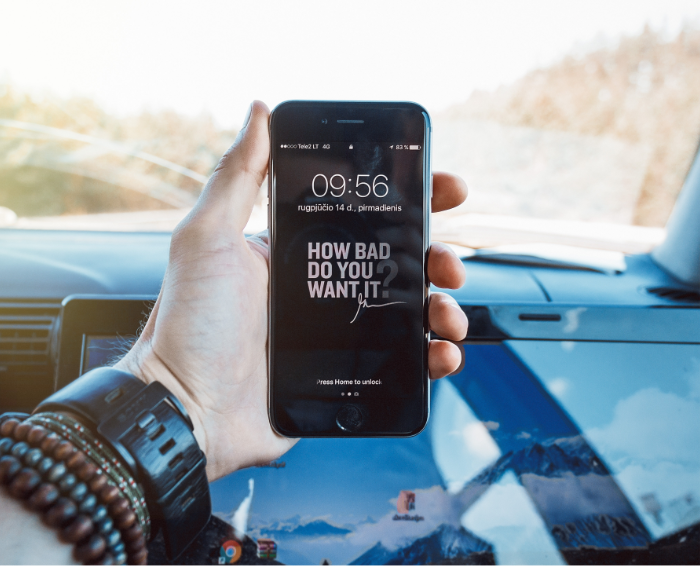 Tele2 LT 4G 83 %
09:56
rugpjūčio 14 d., pirmadienis
HOW BAD
DO YOU
WANT IT?
Press Home to unlock